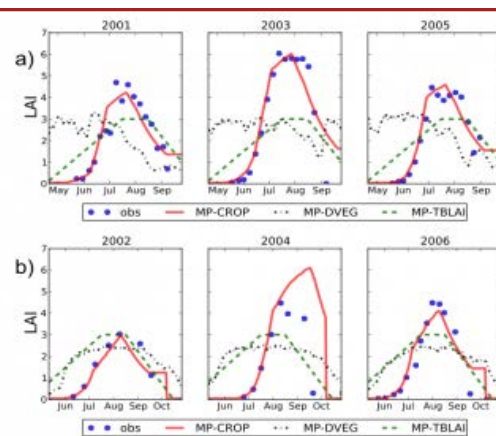 2001 2003 2005
a)
LAI
7
6
5
4
3
2
1
0
May Jun Jul Aug Sep May Jun Jul Aug Sep May Jun Jul Aug Sep
obs MP-CROP MP-DVEG MP-TBLAI
2002 2004 2006
b)
LAI
7
6
5
4
3
2
1
0
Jun Jul Aug Sep Oct Jun Jul Aug Sep Oct Jun Jul Aug Sep Oct
obs MP-CROP MP-DVEG MP-TBLAI